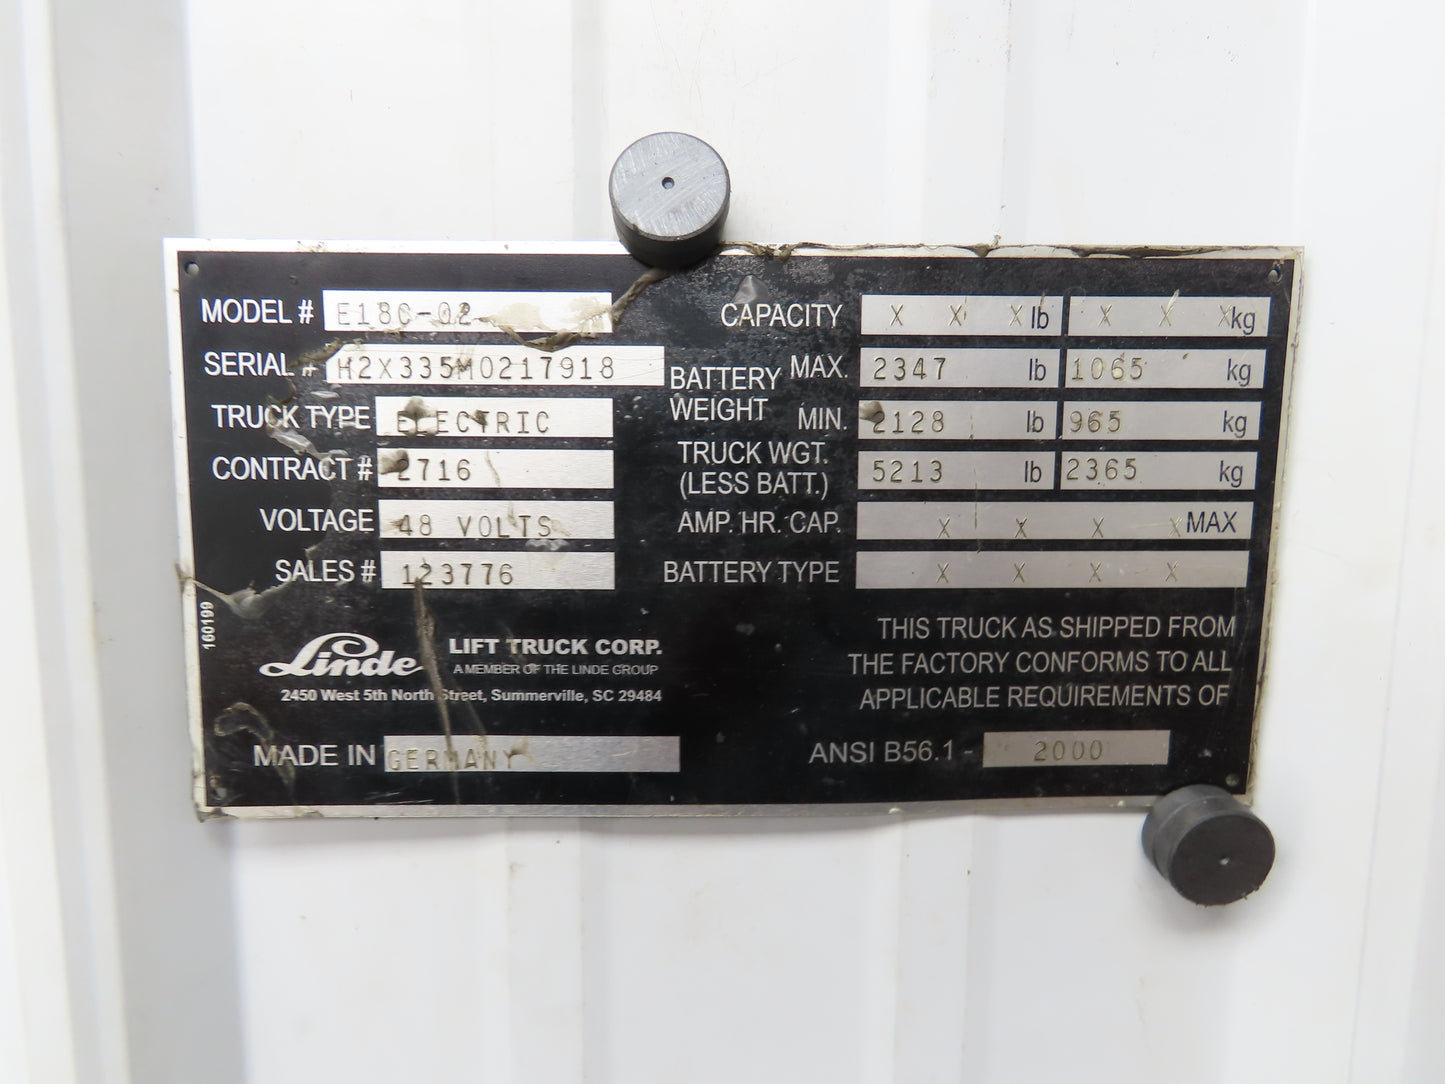 MODEL # E18C-02
SERIAL # H2X335M0217918
TRUCK TYPE ELECTRIC
CONTRACT # 2716
VOLTAGE 48 VOLTS
SALES # 123776
160199
Linde LIFT TRUCK CORP.
A MEMBER OF THE LINDE GROUP
2450 West 5th North Street, Summerville, SC 29484
MADE IN GERMANY
CAPACITY X X X lb X X X kg
BATTERY WEIGHT MAX. 2347 lb 1065 kg
MIN. 2128 lb 965 kg
TRUCK WGT. (LESS BATT.) 5213 lb 2365 kg
AMP. HR. CAP. X X X X MAX
BATTERY TYPE X X X X
THIS TRUCK AS SHIPPED FROM
THE FACTORY CONFORMS TO ALL
APPLICABLE REQUIREMENTS OF
ANSI B56.1 - 2000